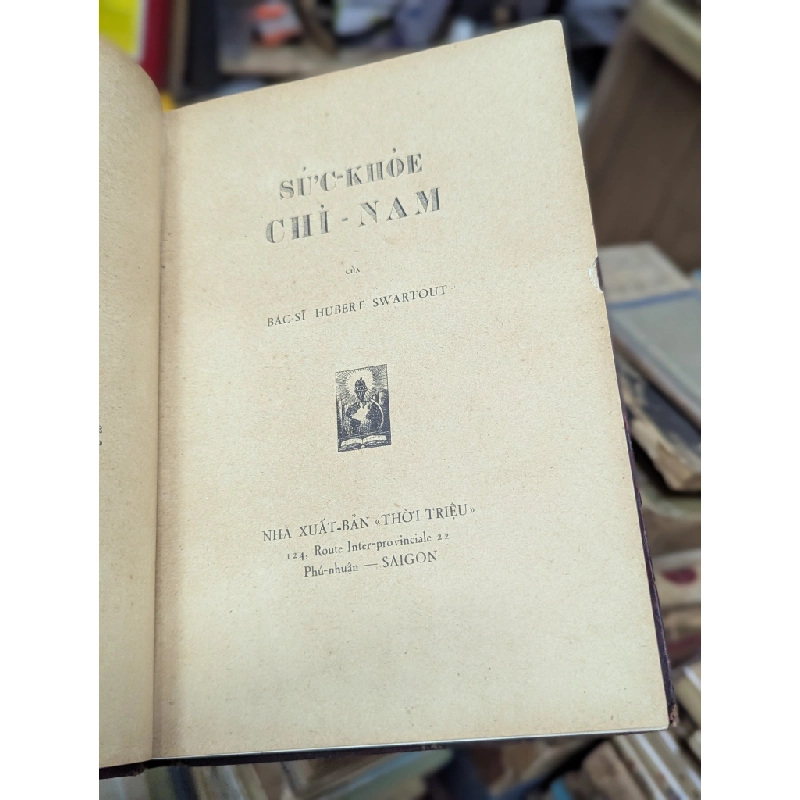 SỨC-KHỎE
CHỈ-NAM
CỦA
BÁC-SĨ HUBERT SWARTOUT
NHÀ XUẤT-BẢN «THỜI TRIỆU»
124, Route Inter-provinciale 22
Phú-nhuân — SAIGON